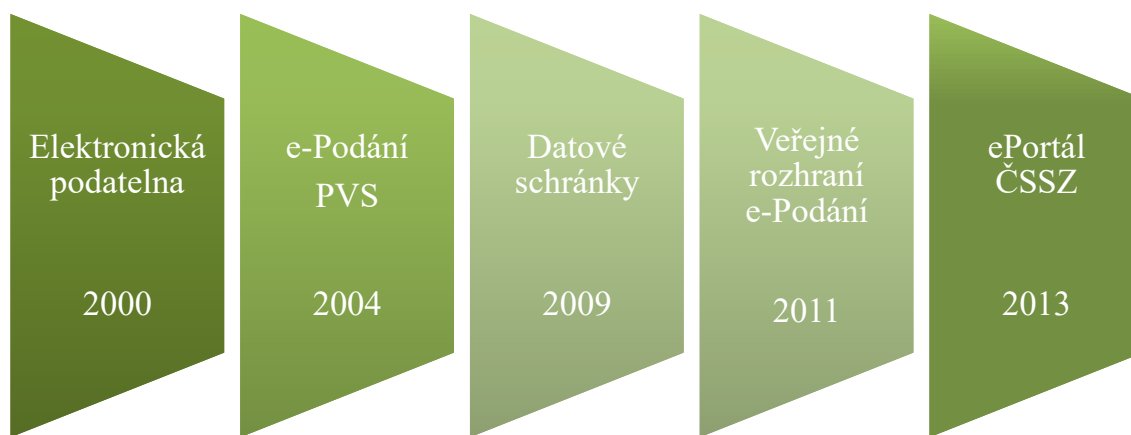 Elektronická
podatelna
2000
e-Podání
PVS
2004
Datové
schránky
2009
Veřejné
rozhraní
e-Podání
2011
ePortál
ČSSZ
2013